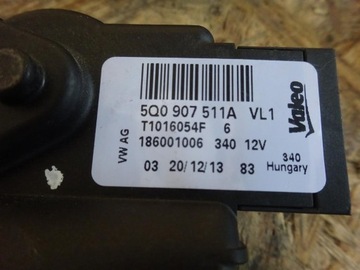 5Q0 907 511A VL1
T1016054F 6
186001006 340 12V
03 20/12/13 83
VW AG
Valeo
340
Hungary